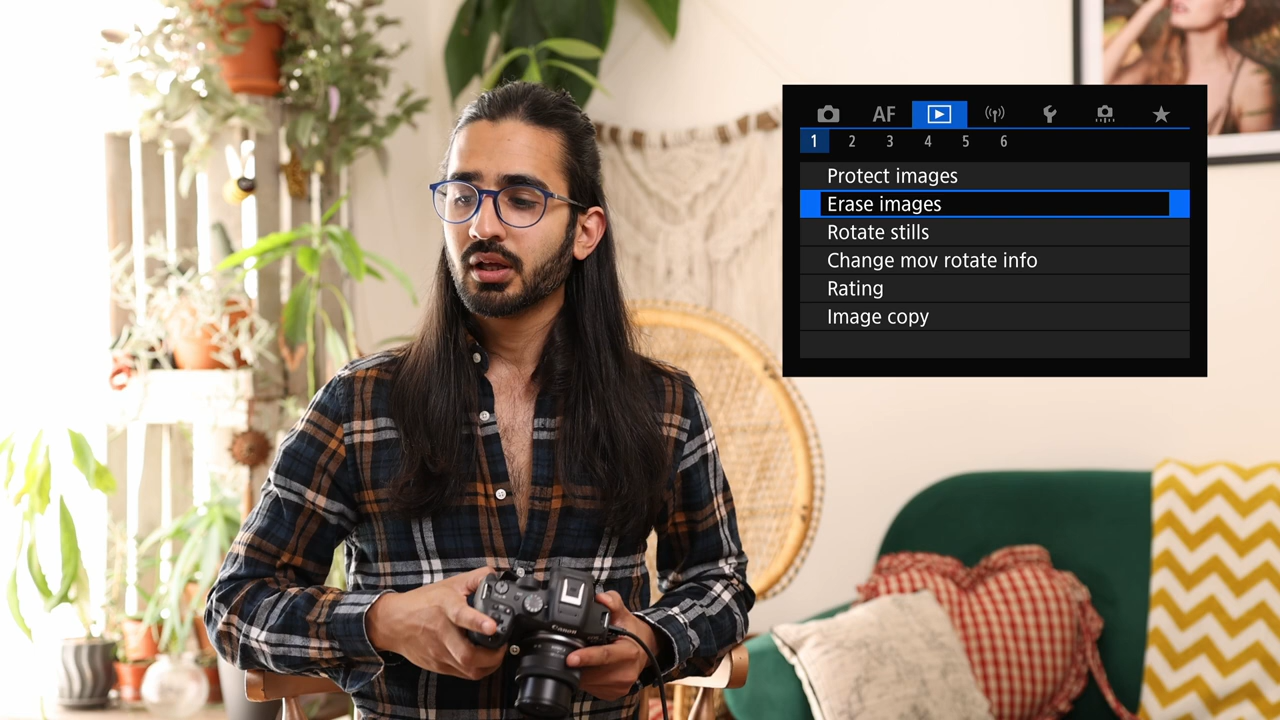 AF
1 2 3 4 5 6
Protect images
Erase images
Rotate stills
Change mov rotate info
Rating
Image copy
Canon